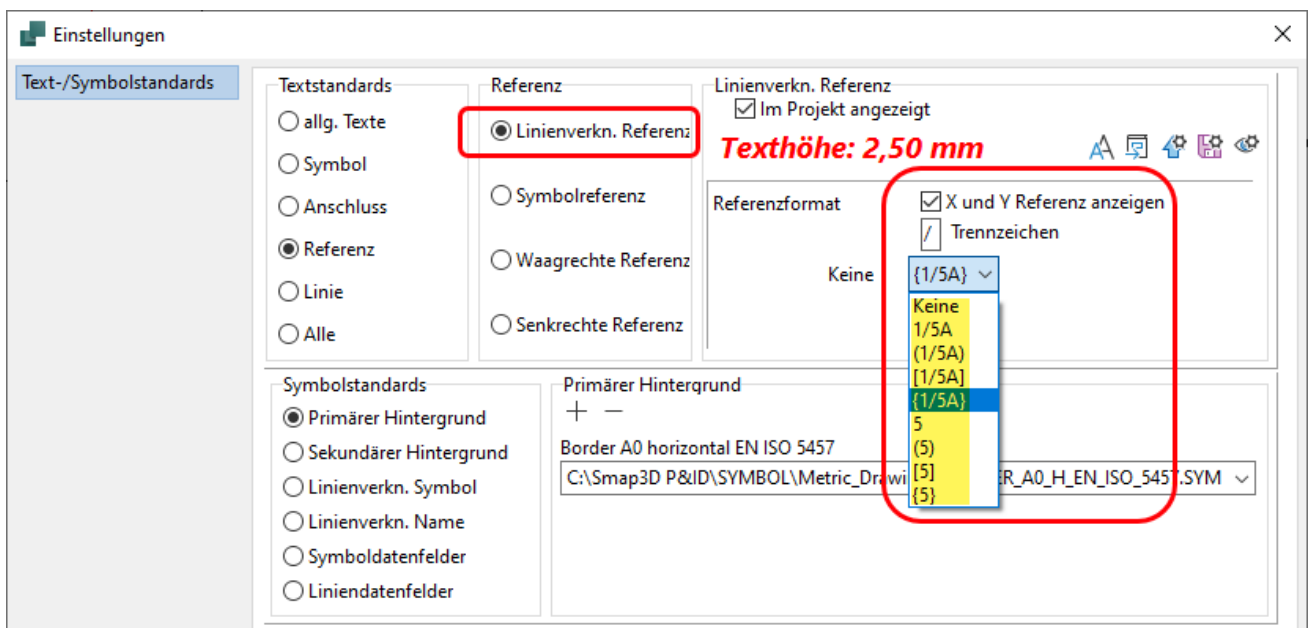 Einstellungen
Text-/Symbolstandards
Textstandards
allg. Texte
Symbol
Anschluss
Referenz
Linie
Alle
Referenz
Linienverkn. Referenz
Symbolreferenz
Waagrechte Referenz
Senkrechte Referenz
Linienverkn. Referenz
Im Projekt angezeigt
Texthöhe: 2,50 mm
Referenzformat
X und Y Referenz anzeigen
/ Trennzeichen
Keine {1/5A}
Keine
1/5A
(1/5A)
[1/5A]
{1/5A}
5
(5)
[5]
{5}
Symbolstandards
Primärer Hintergrund
Sekundärer Hintergrund
Linienverkn. Symbol
Linienverkn. Name
Symboldatenfelder
Liniendatenfelder
Primärer Hintergrund
+ −
Border A0 horizontal EN ISO 5457
C:\Smap3D P&ID\SYMBOL\Metric_Drawi ER_A0_H_EN_ISO_5457.SYM